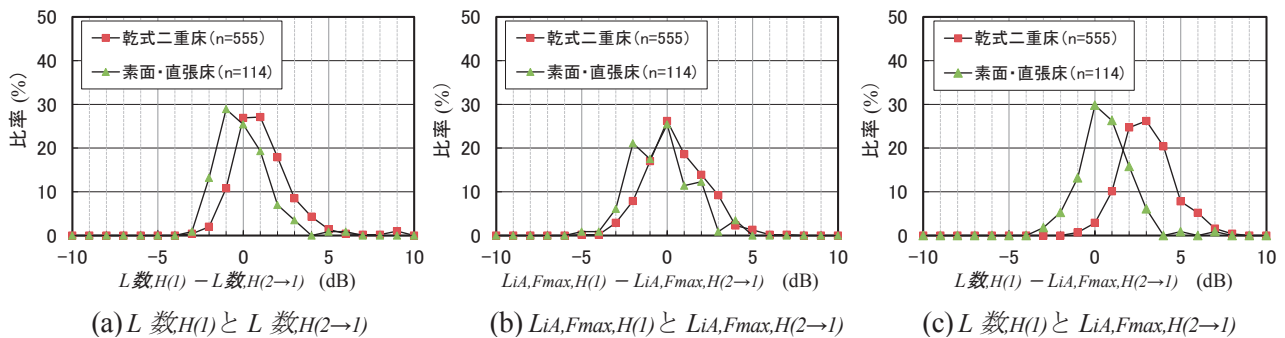 50
40
30
20
10
0
比率 (%)
乾式二重床(n=555)
素面・直張床(n=114)
−10
−5
0
5
10
L数,H(1) − L数,H(2→1) (dB)
(a) L 数,H(1)と L 数,H(2→1)
50
40
30
20
10
0
比率 (%)
乾式二重床(n=555)
素面・直張床(n=114)
−10
−5
0
5
10
LiA,Fmax,H(1) − LiA,Fmax,H(2→1) (dB)
(b) LiA,Fmax,H(1)と LiA,Fmax,H(2→1)
50
40
30
20
10
0
比率 (%)
乾式二重床(n=555)
素面・直張床(n=114)
−10
−5
0
5
10
L数,H(1) − LiA,Fmax,H(2→1) (dB)
(c) L 数,H(1)と LiA,Fmax,H(2→1)